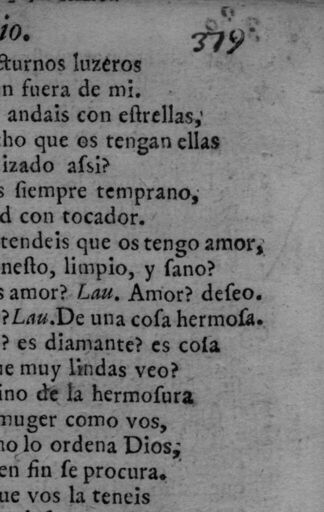 io.
379
cturnos luzeros
n fuera de mi.
andais con eſtrellas,
cho que os tengan ellas
izado aſsi?
s ſiempre temprano,
d con tocador.
tendeis que os tengo amor,
neſto, limpio, y ſano?
s amor? Lau. Amor? deſeo.
? Lau. De una coſa hermoſa.
? es diamante? es coſa
ue muy lindas veo?
ino de la hermoſura
muger como vos,
no lo ordena Dios,
en fin ſe procura.
ue vos la teneis